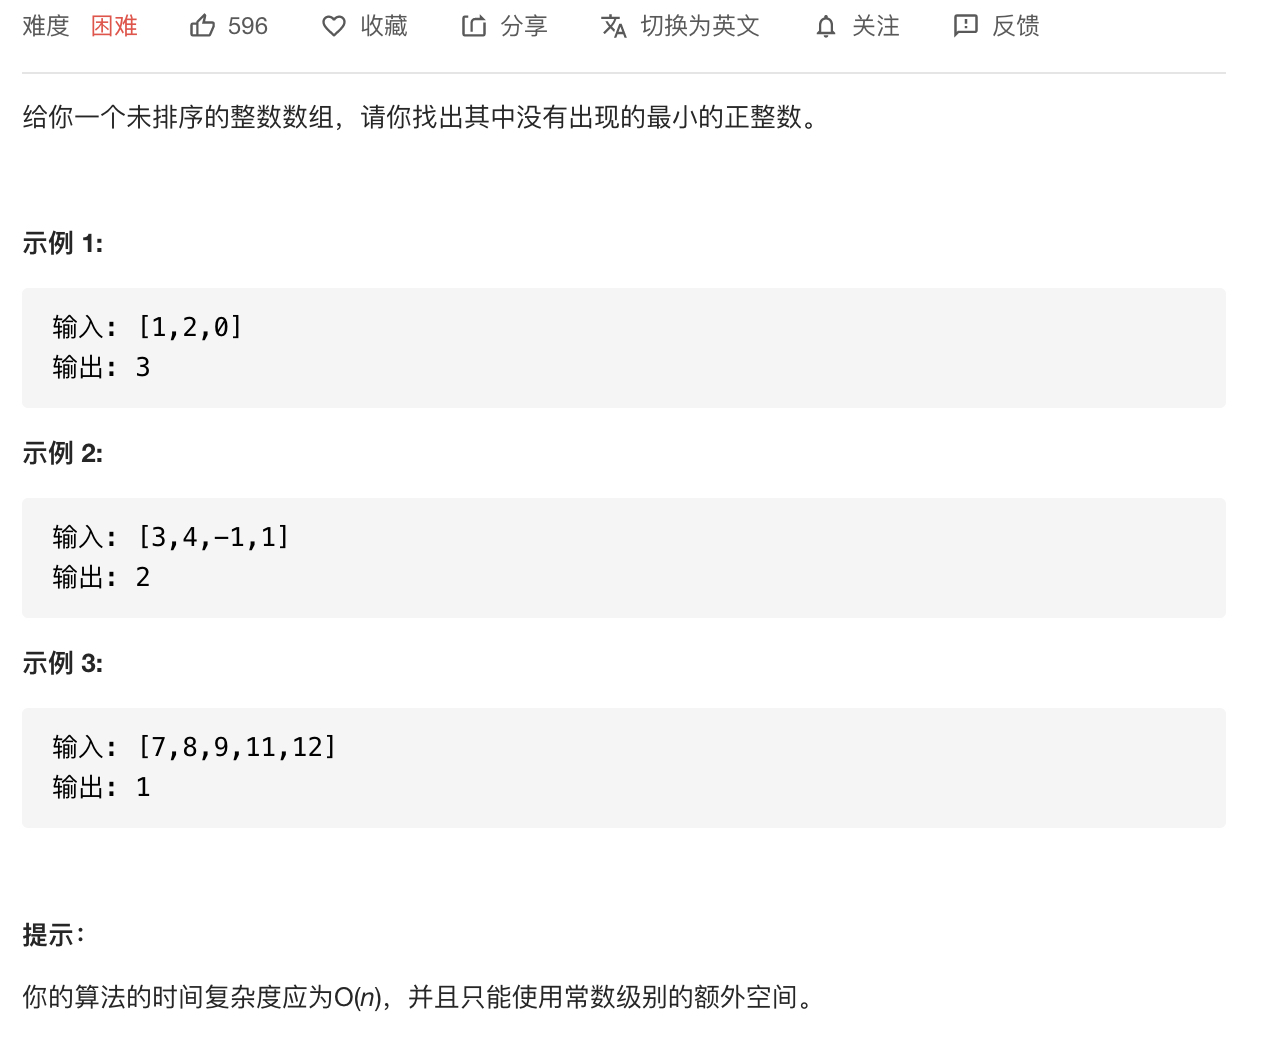 难度 困难 596 收藏 分享 切换为英文 关注 反馈
给你一个未排序的整数数组，请你找出其中没有出现的最小的正整数。
示例 1:
输入: [1,2,0]
输出: 3
示例 2:
输入: [3,4,-1,1]
输出: 2
示例 3:
输入: [7,8,9,11,12]
输出: 1
提示：
你的算法的时间复杂度应为O(n)，并且只能使用常数级别的额外空间。